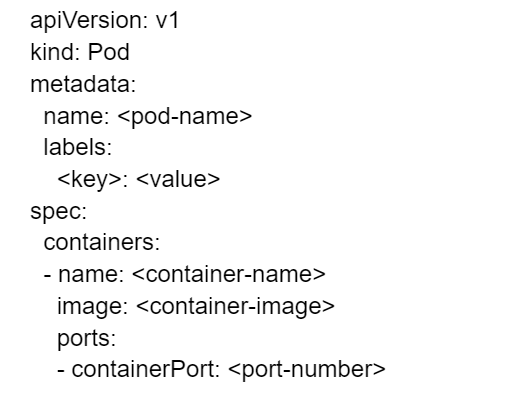 apiVersion: v1
kind: Pod
metadata:
  name: <pod-name>
  labels:
    <key>: <value>
spec:
  containers:
  - name: <container-name>
    image: <container-image>
    ports:
    - containerPort: <port-number>